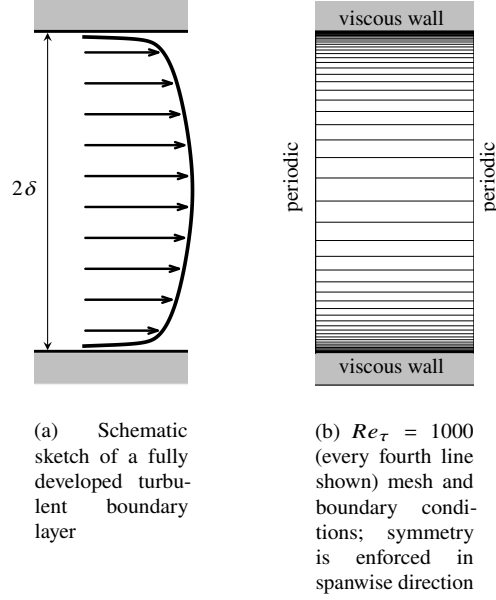 2δ
(a) Schematic
sketch of a fully
developed turbu-
lent boundary
layer
viscous wall
periodic
periodic
viscous wall
(b) Reτ = 1000
(every fourth line
shown) mesh and
boundary condi-
tions; symmetry
is enforced in
spanwise direction